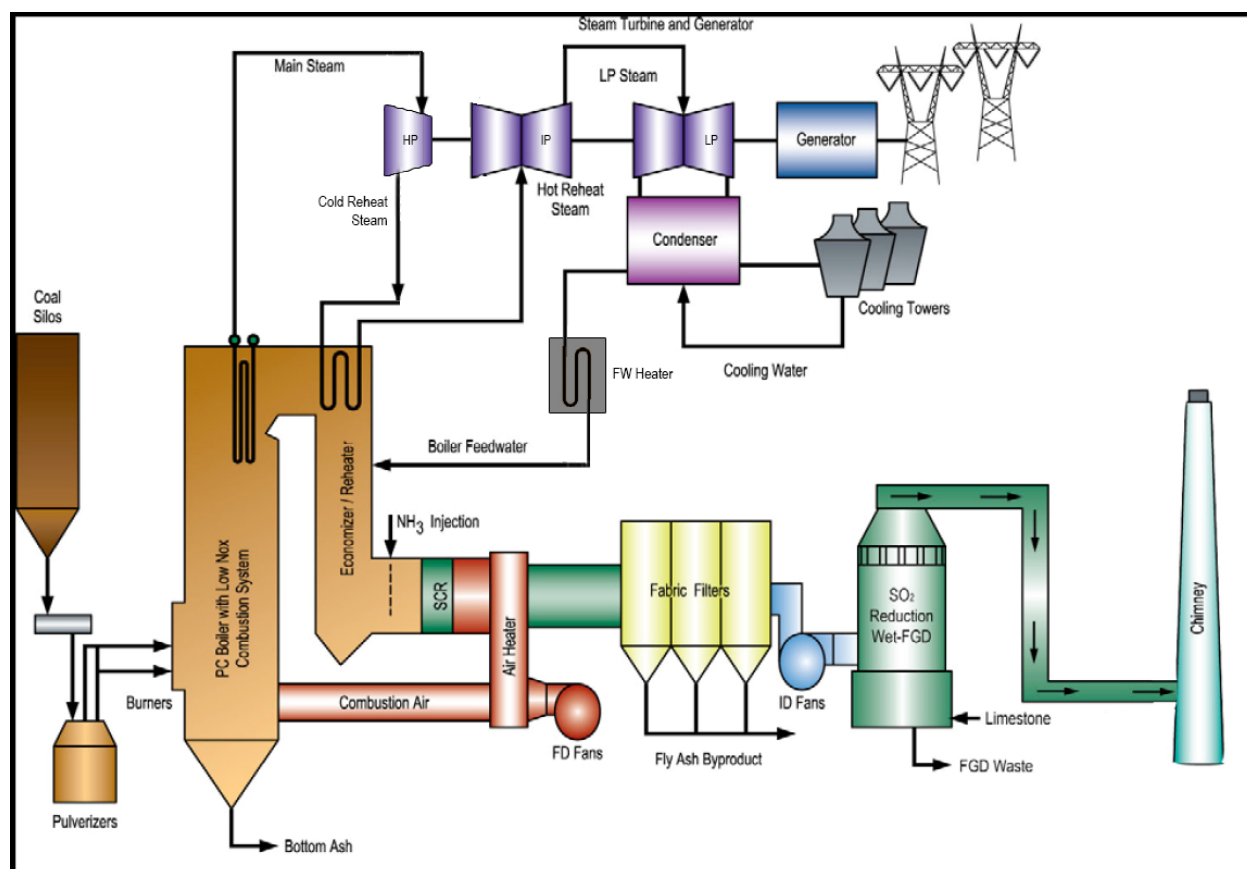 Steam Turbine and Generator
Main Steam
LP Steam
HP
IP
LP
Generator
Cold Reheat
Steam
Hot Reheat
Steam
Condenser
Coal
Silos
Cooling Towers
FW Heater
Cooling Water
Boiler Feedwater
PC Boiler with Low Nox
Combustion System
Economizer / Reheater
NH3 Injection
SCR
Air Heater
Fabric Filters
SO2
Reduction
Wet-FGD
Chimney
Burners
Combustion Air
FD Fans
ID Fans
Limestone
Fly Ash Byproduct
FGD Waste
Pulverizers
Bottom Ash